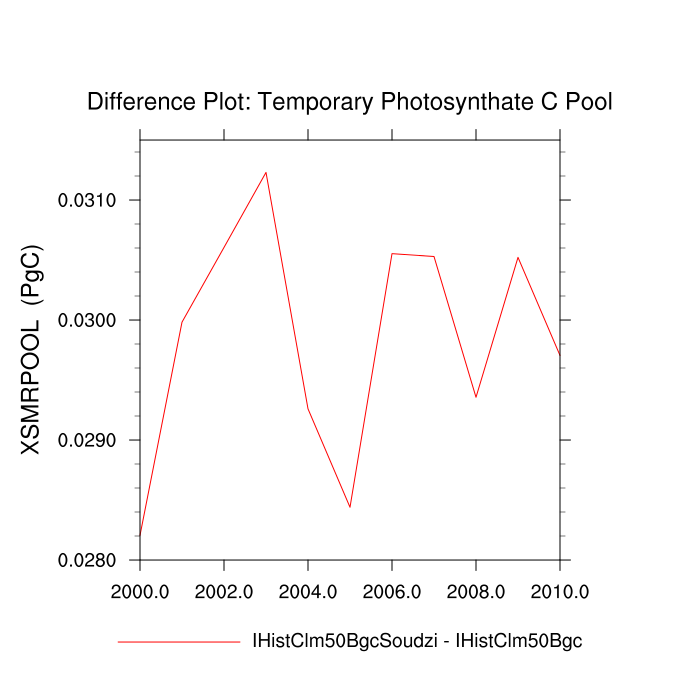 Difference Plot: Temporary Photosynthate C Pool
XSMRPOOL (PgC)
0.0310
0.0300
0.0290
0.0280
2000.0 2002.0 2004.0 2006.0 2008.0 2010.0
IHistClm50BgcSoudzi - IHistClm50Bgc